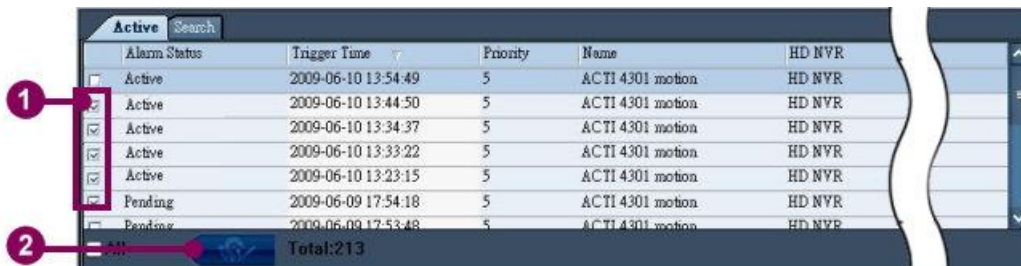 Active Search
Alarm Status Trigger Time Priority Name HD NVR
Active 2009-06-10 13:54:49 5 ACTI 4301 motion HD NVR
1
Active 2009-06-10 13:44:50 5 ACTI 4301 motion HD NVR
Active 2009-06-10 13:34:37 5 ACTI 4301 motion HD NVR
Active 2009-06-10 13:33:22 5 ACTI 4301 motion HD NVR
Active 2009-06-10 13:23:15 5 ACTI 4301 motion HD NVR
Pending 2009-06-09 17:54:18 5 ACTI 4301 motion HD NVR
Pending 2009-06-09 17:53:48 5 ACTI 4301 motion HD NVR
2 All Total:213